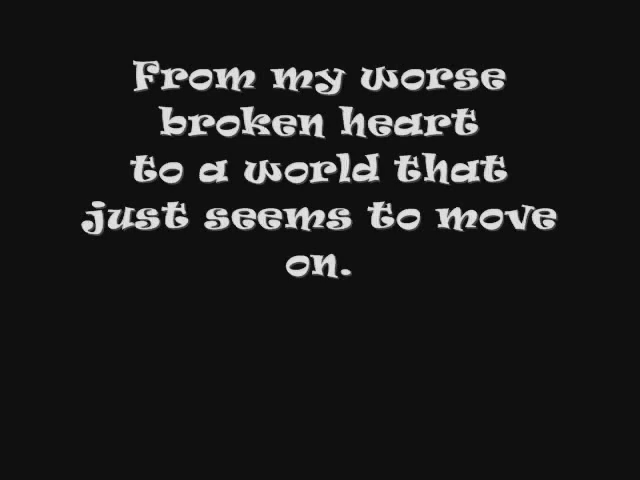 From my worse
broken heart
to a world that
just seems to move
on.